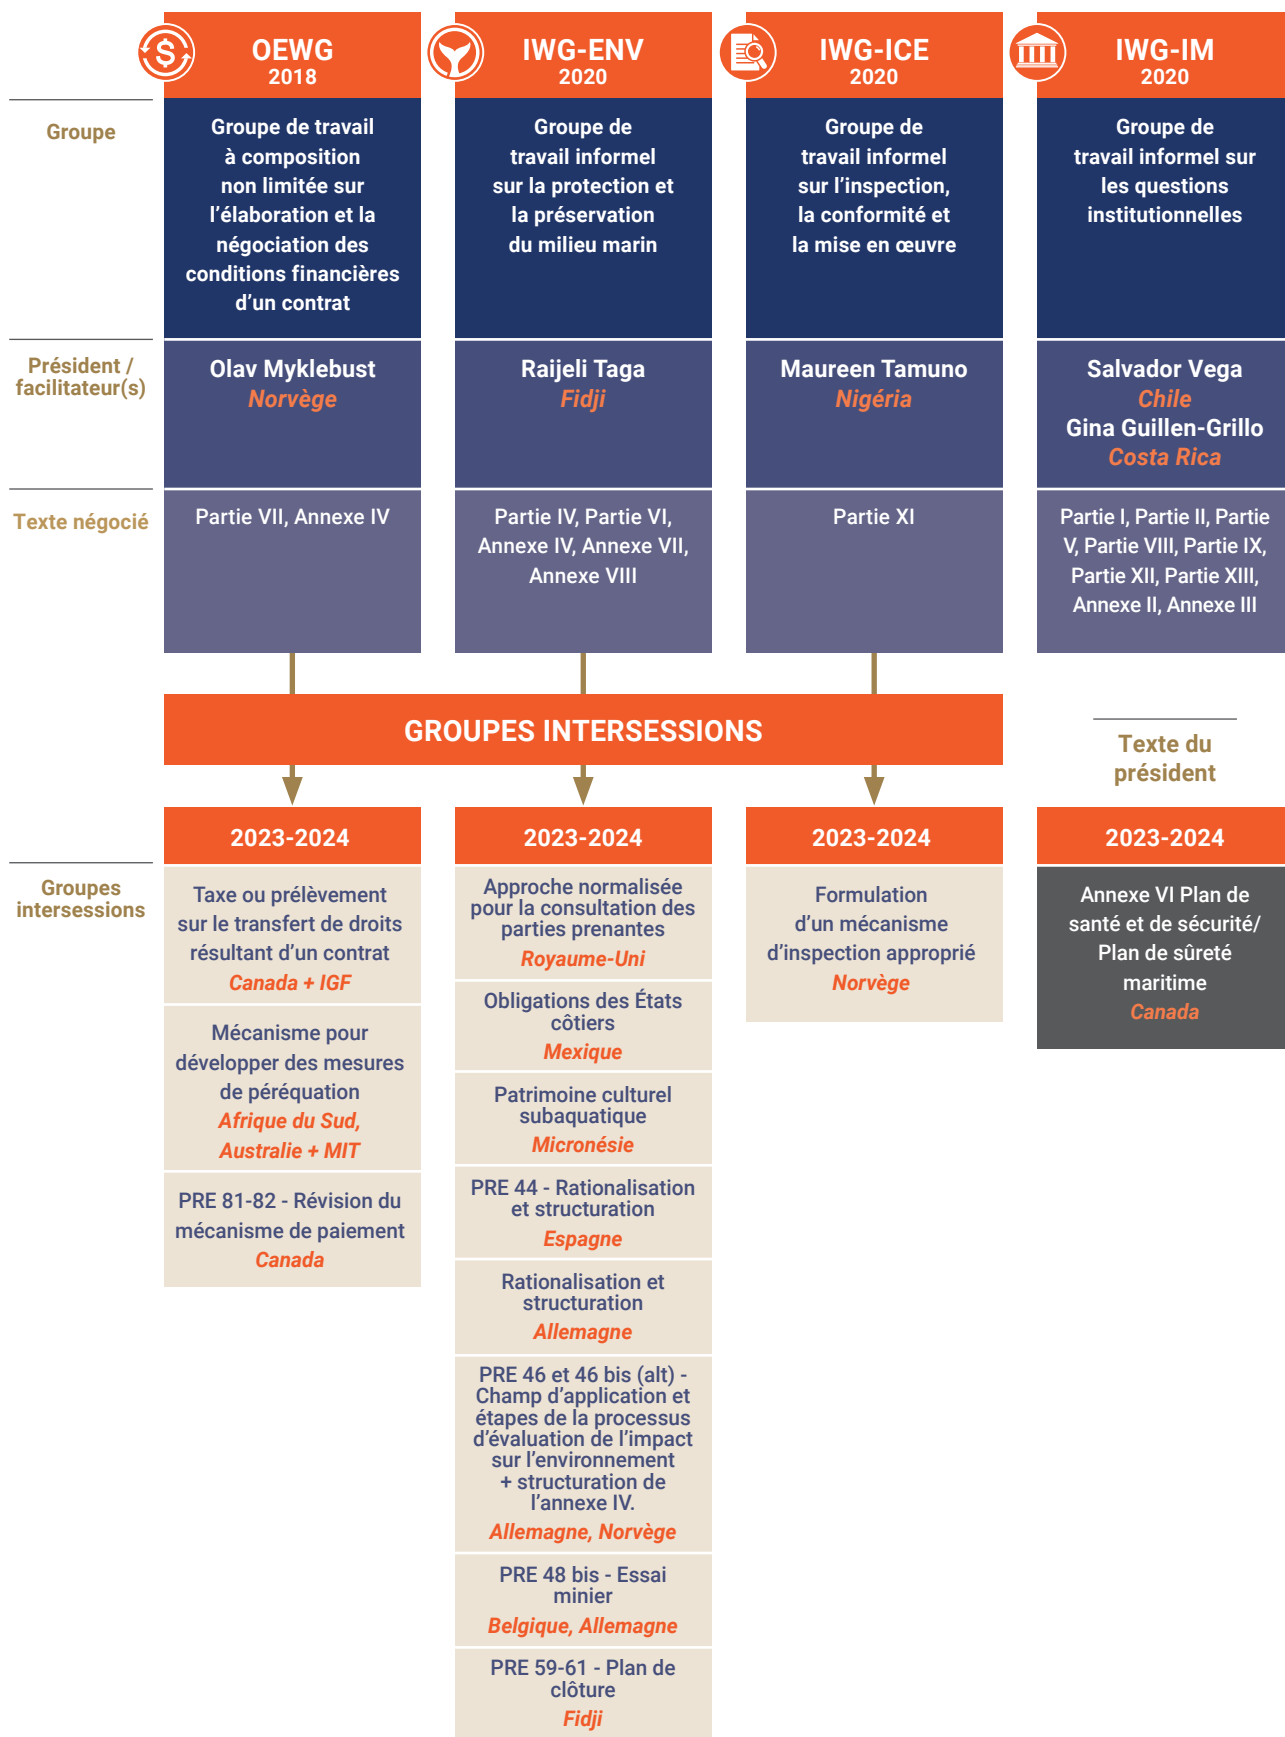 OEWG
2018
IWG-ENV
2020
IWG-ICE
2020
IWG-IM
2020
Groupe
Groupe de travail
à composition
non limitée sur
l’élaboration et la
négociation des
conditions financières
d’un contrat
Groupe de
travail informel
sur la protection et
la préservation
du milieu marin
Groupe de
travail informel
sur l’inspection,
la conformité et
la mise en œuvre
Groupe de
travail informel sur
les questions
institutionnelles
Président /
facilitateur(s)
Olav Myklebust
Norvège
Raijeli Taga
Fidji
Maureen Tamuno
Nigéria
Salvador Vega
Chile
Gina Guillen-Grillo
Costa Rica
Texte négocié
Partie VII, Annexe IV
Partie IV, Partie VI,
Annexe IV, Annexe VII,
Annexe VIII
Partie XI
Partie I, Partie II, Partie
V, Partie VIII, Partie IX,
Partie XII, Partie XIII,
Annexe II, Annexe III
GROUPES INTERSESSIONS
Texte du
président
2023-2024
2023-2024
2023-2024
2023-2024
Groupes
intersessions
Taxe ou prélèvement
sur le transfert de droits
résultant d’un contrat
Canada + IGF
Mécanisme pour
développer des mesures
de péréquation
Afrique du Sud,
Australie + MIT
PRE 81-82 - Révision du
mécanisme de paiement
Canada
Approche normalisée
pour la consultation des
parties prenantes
Royaume-Uni
Obligations des États
côtiers
Mexique
Patrimoine culturel
subaquatique
Micronésie
PRE 44 - Rationalisation
et structuration
Espagne
Rationalisation et
structuration
Allemagne
PRE 46 et 46 bis (alt) -
Champ d’application et
étapes de la processus
d’évaluation de l’impact
sur l’environnement
+ structuration de
l’annexe IV.
Allemagne, Norvège
PRE 48 bis - Essai
minier
Belgique, Allemagne
PRE 59-61 - Plan de
clôture
Fidji
Formulation
d’un mécanisme
d’inspection approprié
Norvège
Annexe VI Plan de
santé et de sécurité/
Plan de sûreté
maritime
Canada